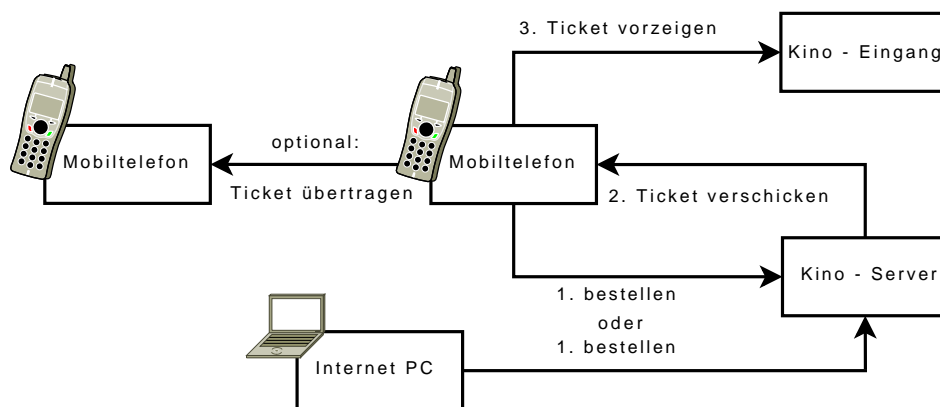 3. Ticket vorzeigen
Kino - Eingang
Mobiltelefon
optional:
Ticket übertragen
Mobiltelefon
2. Ticket verschicken
Kino - Server
1. bestellen
oder
1. bestellen
Internet PC